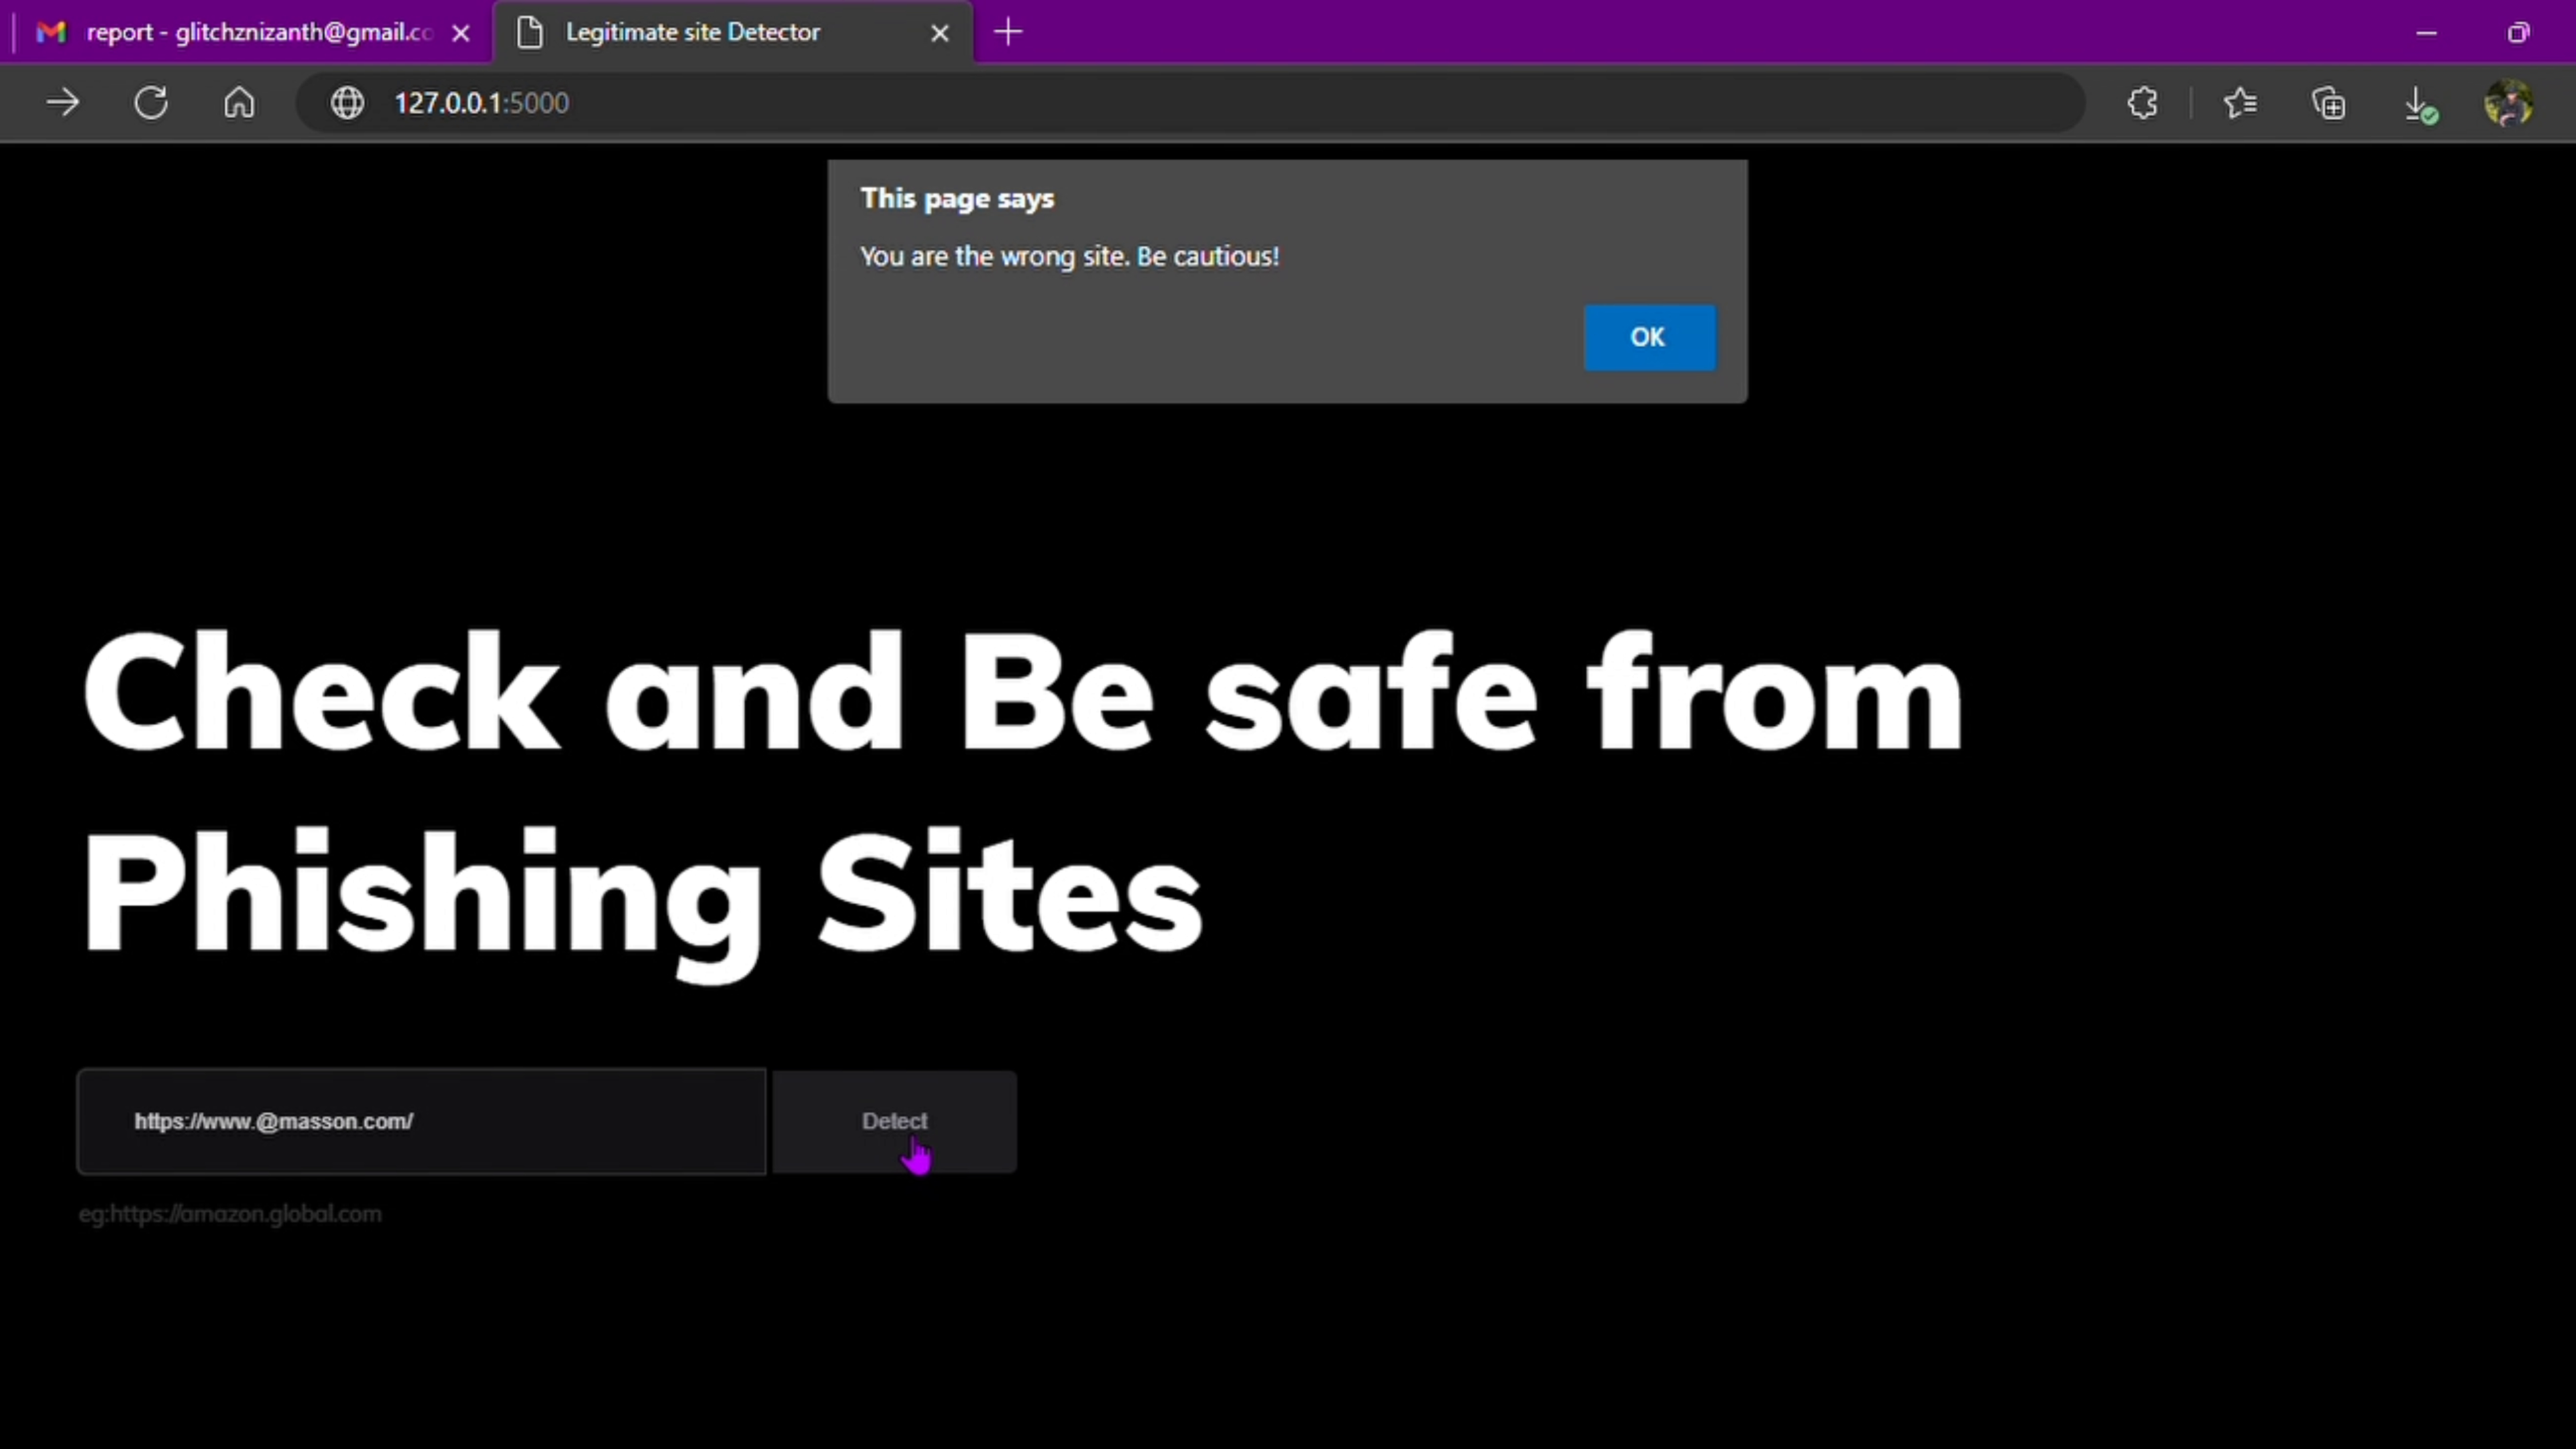 report - glitchznizanth@gmail.co
Legitimate site Detector
127.0.0.1:5000
This page says
You are the wrong site. Be cautious!
OK
Check and Be safe from
Phishing Sites
https://www.@masson.com/
Detect
eg:https://amazon.global.com